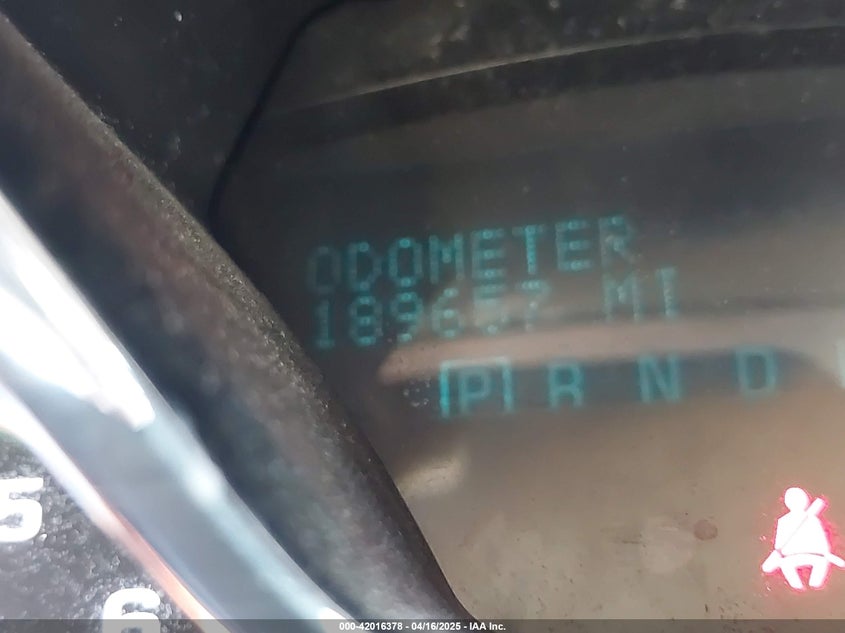 ODOMETER
189657 MI
P R N D
5
6
000-42016378 - 04/16/2025 - IAA Inc.